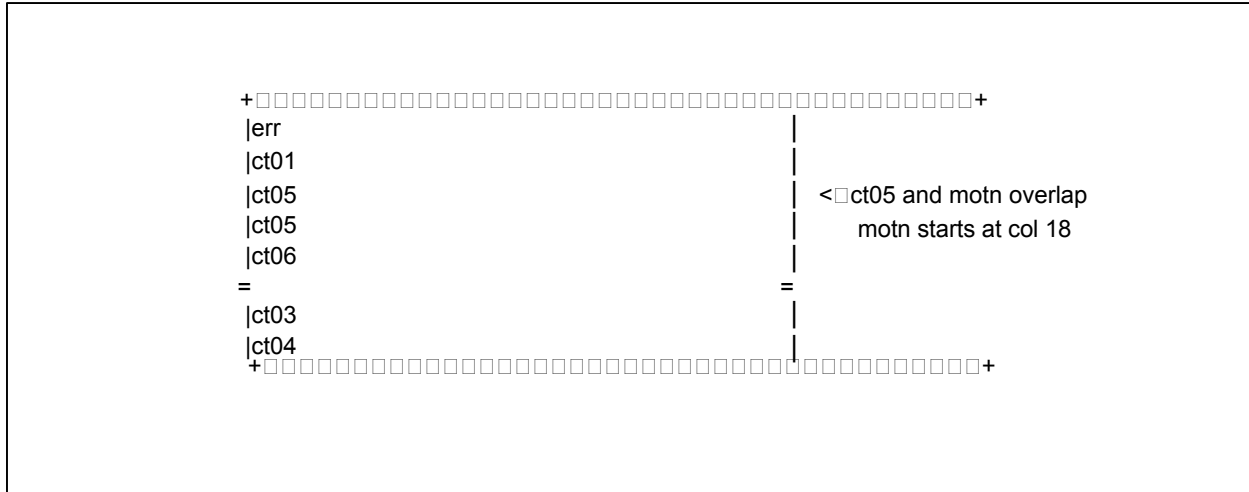 +□□□□□□□□□□□□□□□□□□□□□□□□□□□□□□□□□□□□□□□□+
|err |
|ct01 |
|ct05 | <□ct05 and motn overlap
|ct05 | motn starts at col 18
|ct06 |
= =
|ct03 |
|ct04 |
+□□□□□□□□□□□□□□□□□□□□□□□□□□□□□□□□□□□□□□□□+